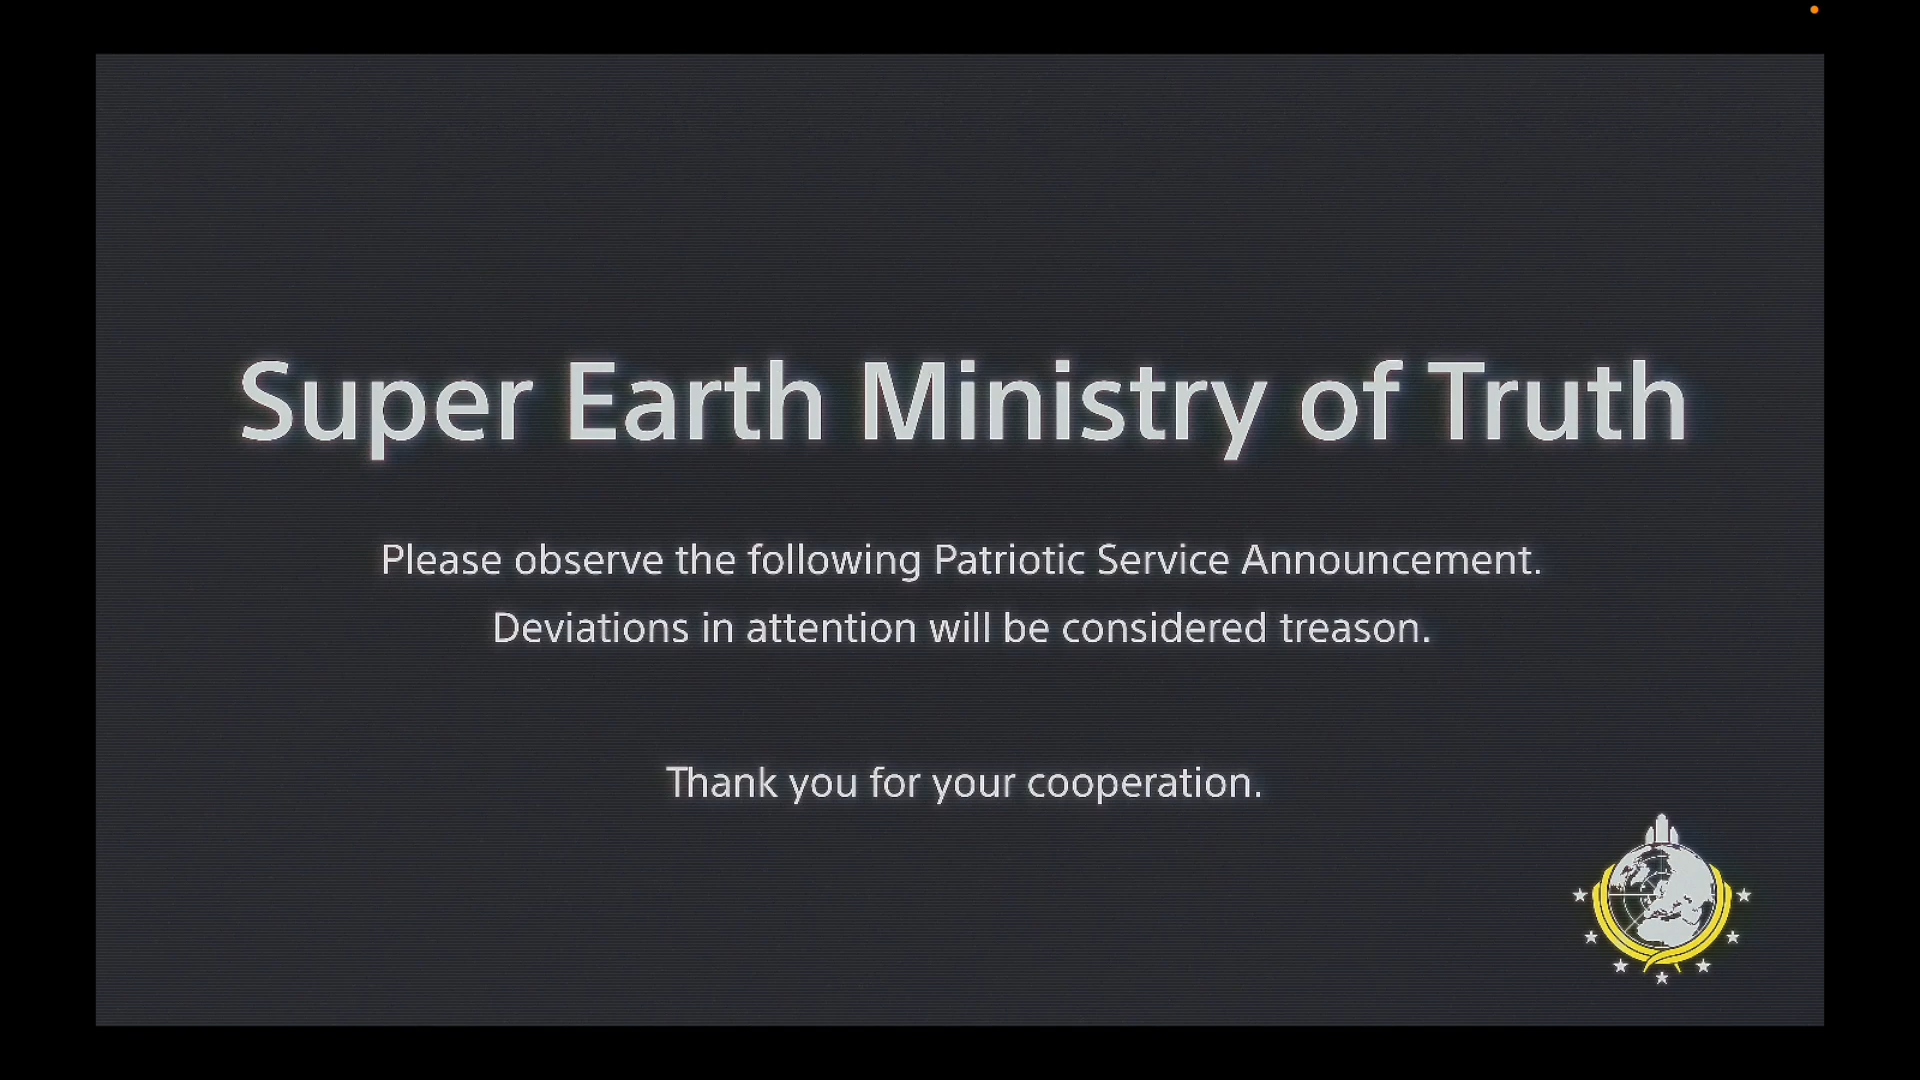 Super Earth Ministry of Truth
Please observe the following Patriotic Service Announcement.
Deviations in attention will be considered treason.
Thank you for your cooperation.